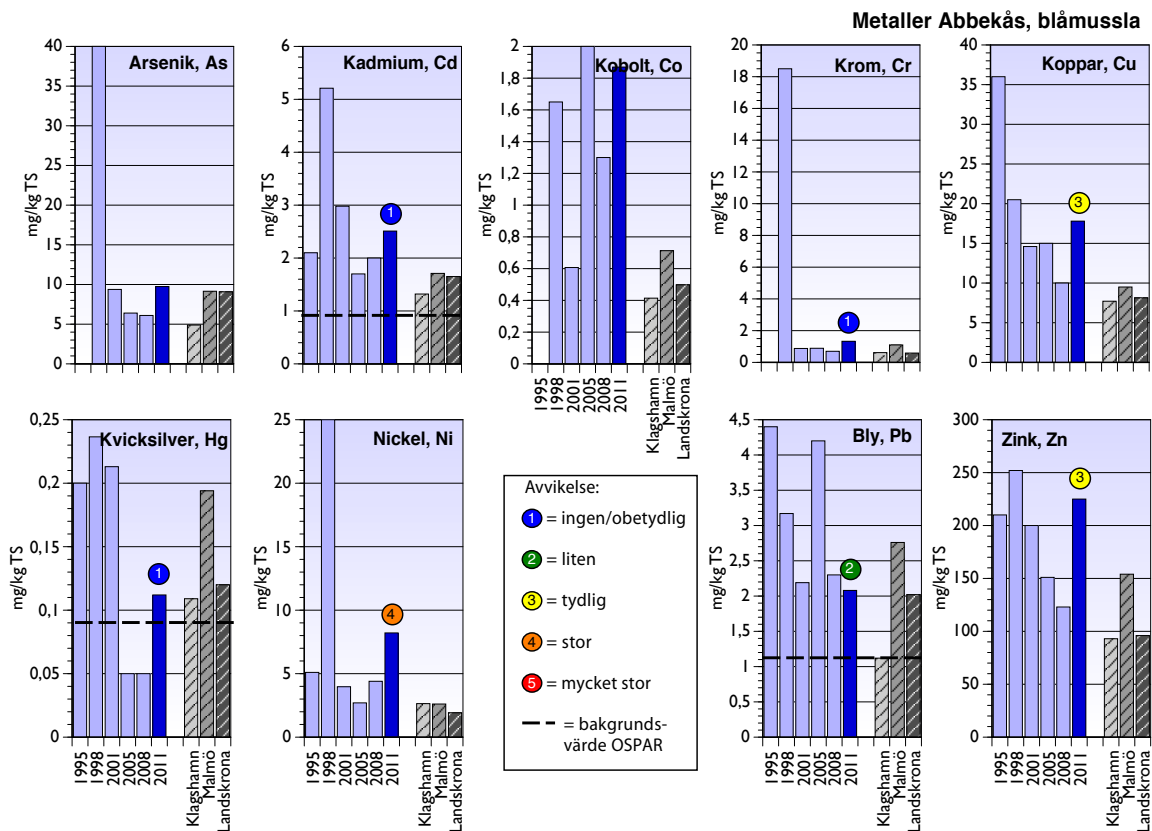 Metaller Abbekås, blåmussla
Arsenik, As
mg/kg TS
40
35
30
25
20
15
10
5
0
Kadmium, Cd
mg/kg TS
6
5
4
3
2
1
0
1
Kobolt, Co
mg/kg TS
2
1,8
1,6
1,4
1,2
1
0,8
0,6
0,4
0,2
0
1995
1998
2001
2005
2008
2011
Klagshamn
Malmö
Landskrona
Krom, Cr
mg/kg TS
20
18
16
14
12
10
8
6
4
2
0
1
Koppar, Cu
mg/kg TS
40
35
30
25
20
15
10
5
0
3
Kvicksilver, Hg
mg/kg TS
0,25
0,2
0,15
0,1
0,05
0
1
1995
1998
2001
2005
2008
2011
Klagshamn
Malmö
Landskrona
Nickel, Ni
mg/kg TS
25
20
15
10
5
0
4
1995
1998
2001
2005
2008
2011
Klagshamn
Malmö
Landskrona
Avvikelse:
1 = ingen/obetydlig
2 = liten
3 = tydlig
4 = stor
5 = mycket stor
= bakgrunds-
värde OSPAR
Bly, Pb
mg/kg TS
4,5
4
3,5
3
2,5
2
1,5
1
0,5
0
2
1995
1998
2001
2005
2008
2011
Klagshamn
Malmö
Landskrona
Zink, Zn
mg/kg TS
300
250
200
150
100
50
0
3
1995
1998
2001
2005
2008
2011
Klagshamn
Malmö
Landskrona